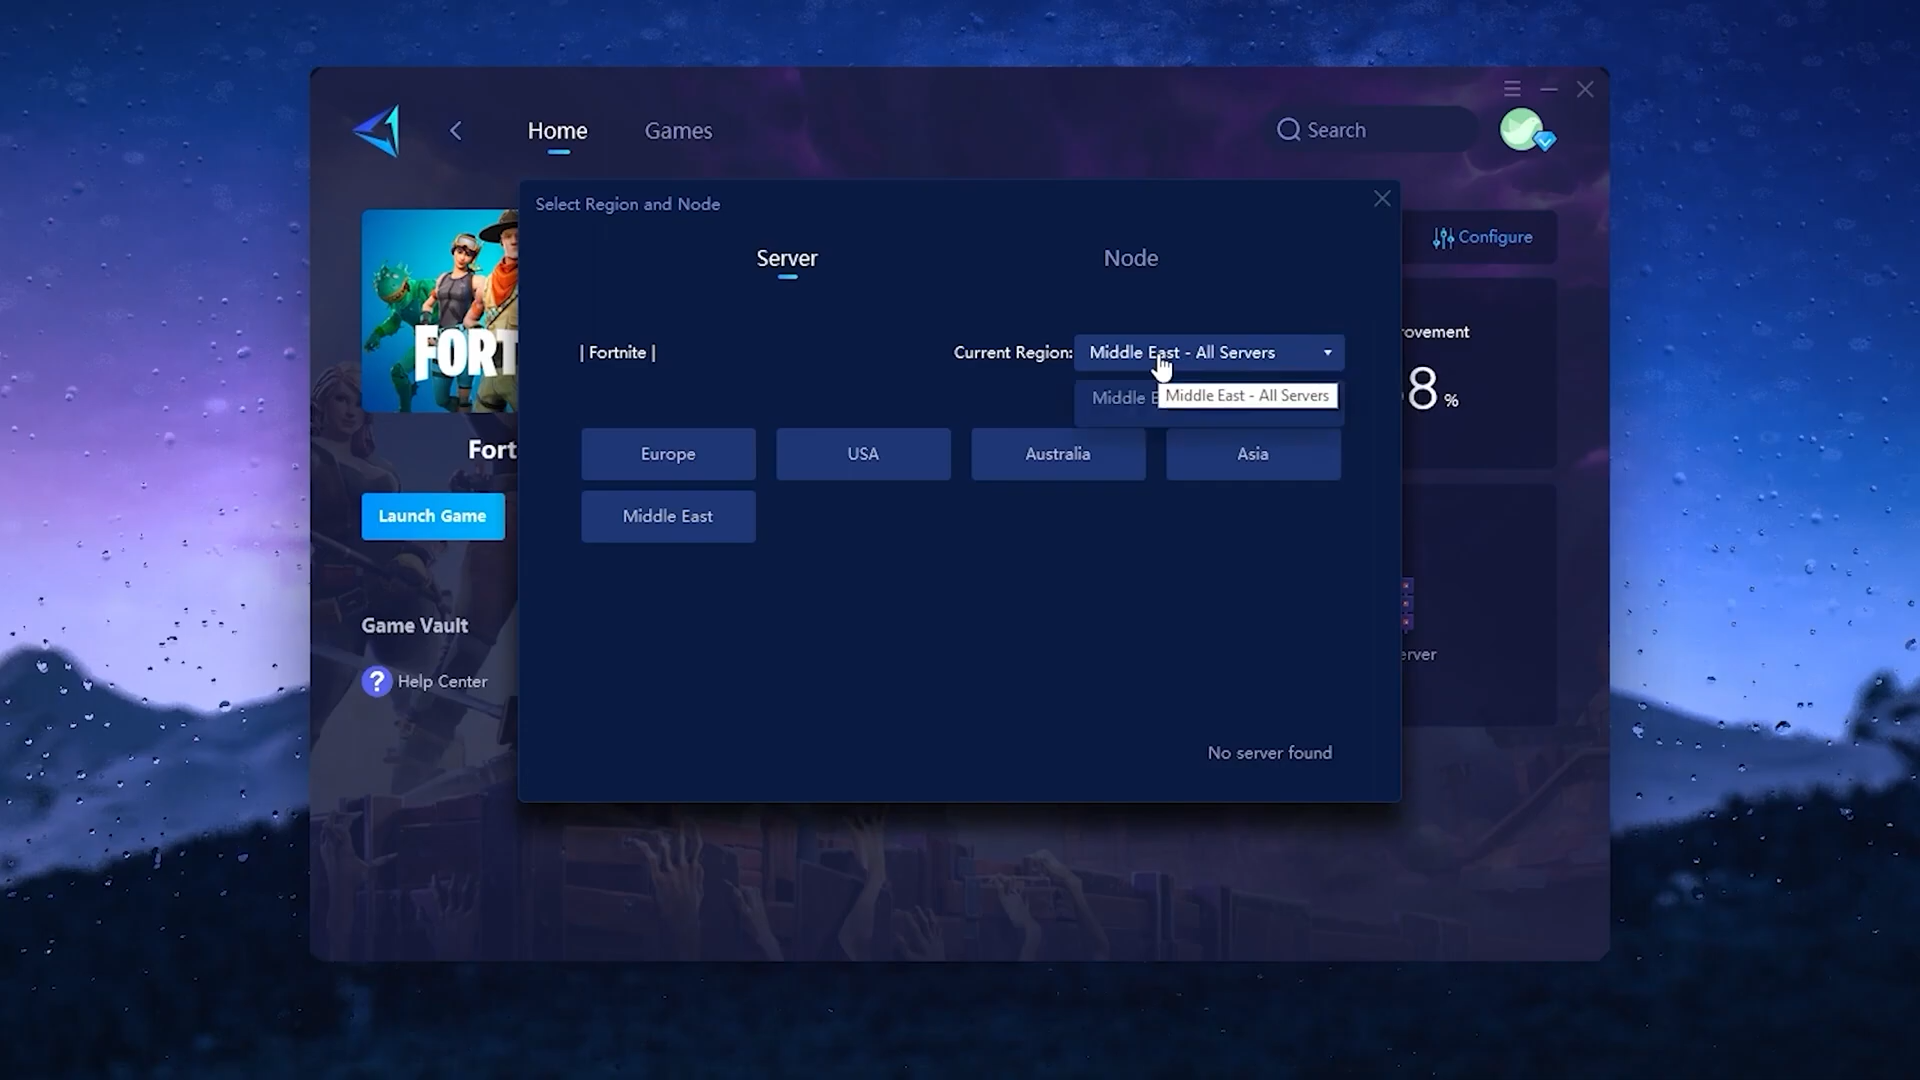 Home
Games
Search
Select Region and Node
Configure
Server
Node
| Fortnite |
Current Region:
Middle East - All Servers
Middle E
Middle East - All Servers
ovement
8 %
FORT
Europe
USA
Australia
Asia
Fort
Middle East
Launch Game
Game Vault
erver
? Help Center
No server found